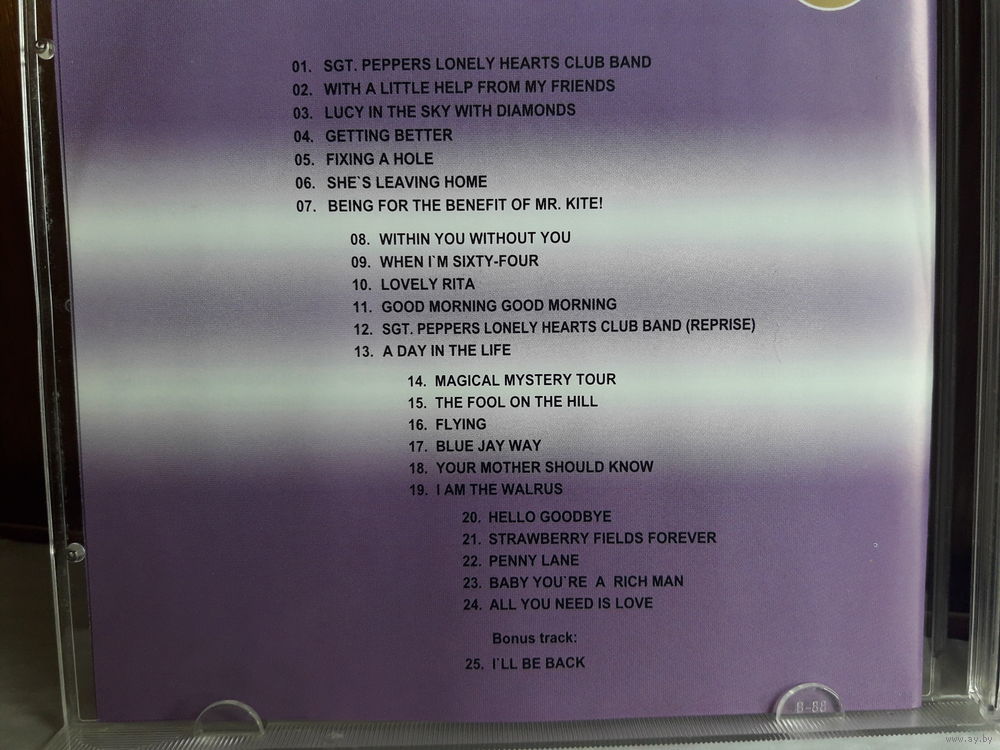 01. SGT. PEPPERS LONELY HEARTS CLUB BAND
02. WITH A LITTLE HELP FROM MY FRIENDS
03. LUCY IN THE SKY WITH DIAMONDS
04. GETTING BETTER
05. FIXING A HOLE
06. SHE`S LEAVING HOME
07. BEING FOR THE BENEFIT OF MR. KITE!
08. WITHIN YOU WITHOUT YOU
09. WHEN I`M SIXTY-FOUR
10. LOVELY RITA
11. GOOD MORNING GOOD MORNING
12. SGT. PEPPERS LONELY HEARTS CLUB BAND (REPRISE)
13. A DAY IN THE LIFE
14. MAGICAL MYSTERY TOUR
15. THE FOOL ON THE HILL
16. FLYING
17. BLUE JAY WAY
18. YOUR MOTHER SHOULD KNOW
19. I AM THE WALRUS
20. HELLO GOODBYE
21. STRAWBERRY FIELDS FOREVER
22. PENNY LANE
23. BABY YOU`RE A RICH MAN
24. ALL YOU NEED IS LOVE
Bonus track:
25. I`LL BE BACK
8-88
www.ay.by